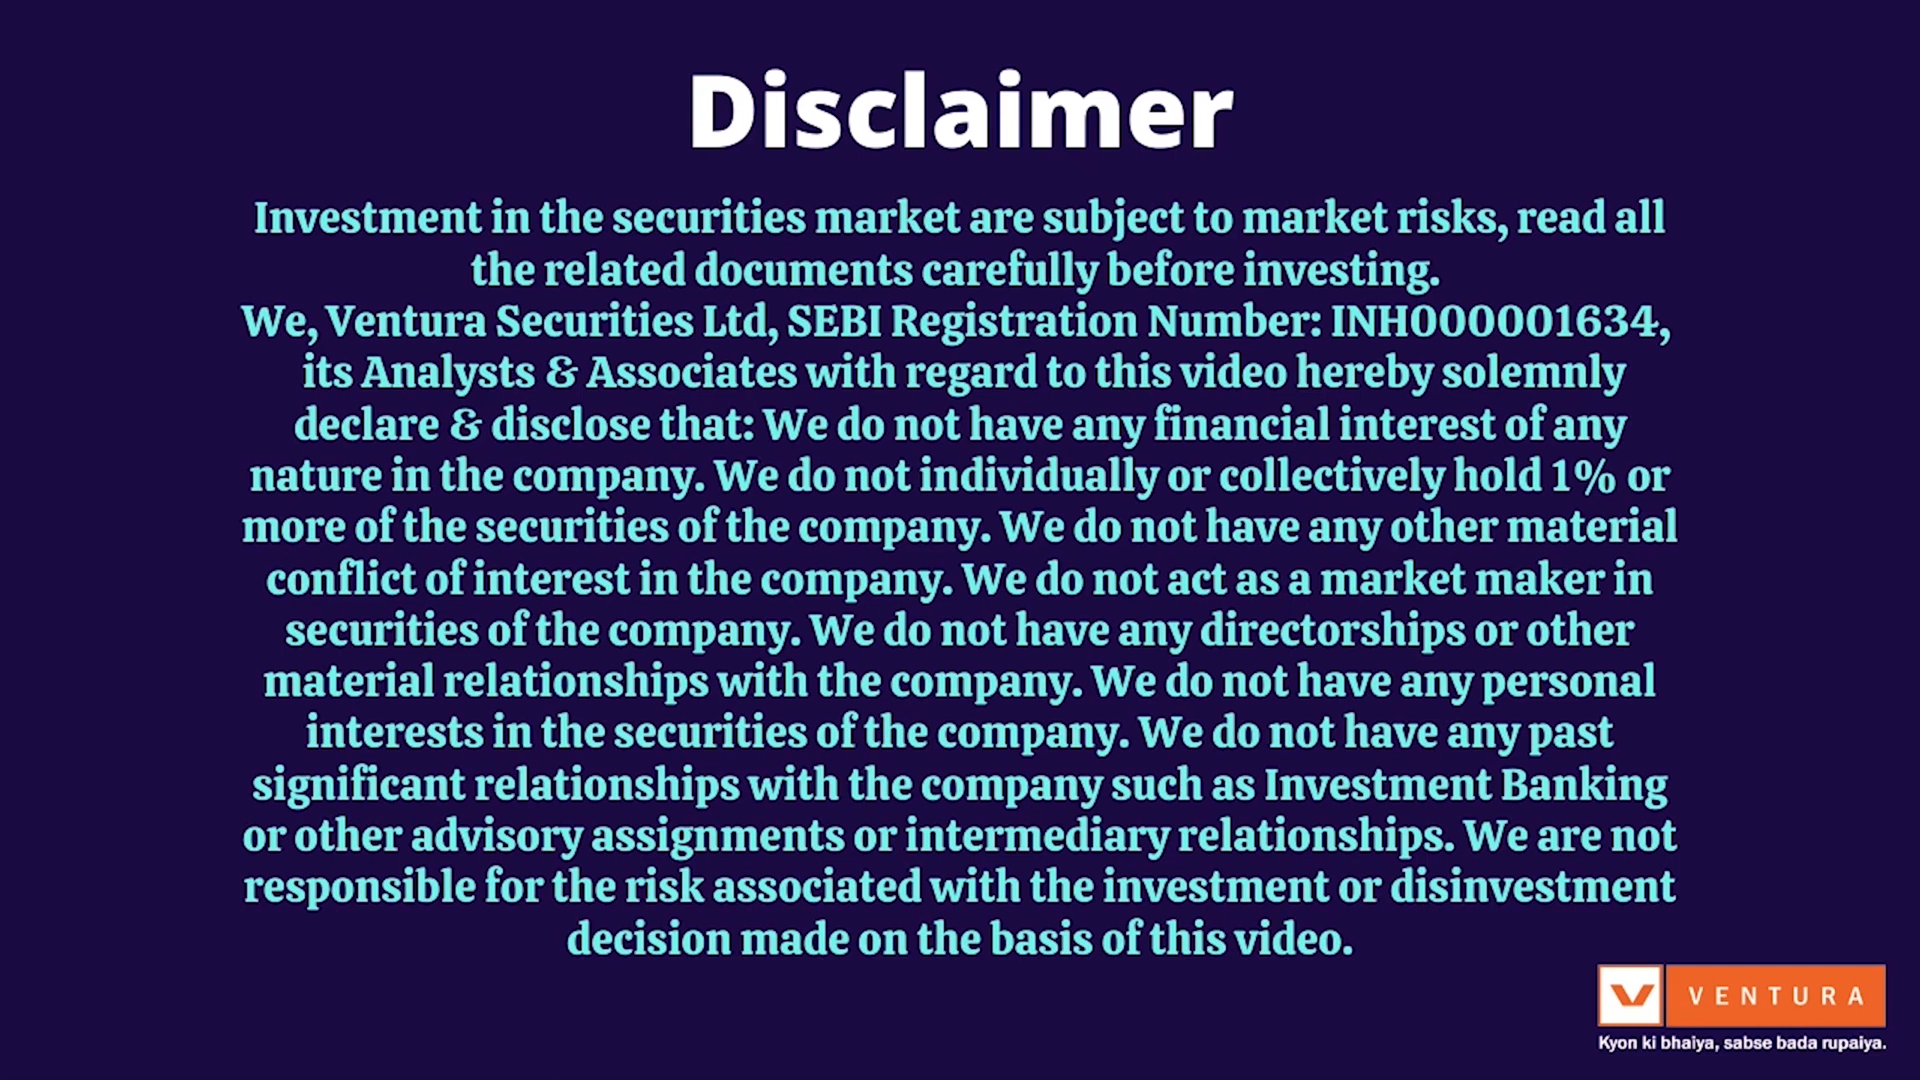 Disclaimer
Investment in the securities market are subject to market risks, read all
the related documents carefully before investing.
We, Ventura Securities Ltd, SEBI Registration Number: INH000001634,
its Analysts & Associates with regard to this video hereby solemnly
declare & disclose that: We do not have any financial interest of any
nature in the company. We do not individually or collectively hold 1% or
more of the securities of the company. We do not have any other material
conflict of interest in the company. We do not act as a market maker in
securities of the company. We do not have any directorships or other
material relationships with the company. We do not have any personal
interests in the securities of the company. We do not have any past
significant relationships with the company such as Investment Banking
or other advisory assignments or intermediary relationships. We are not
responsible for the risk associated with the investment or disinvestment
decision made on the basis of this video.
VENTURA
Kyon ki bhaiya, sabse bada rupaiya.